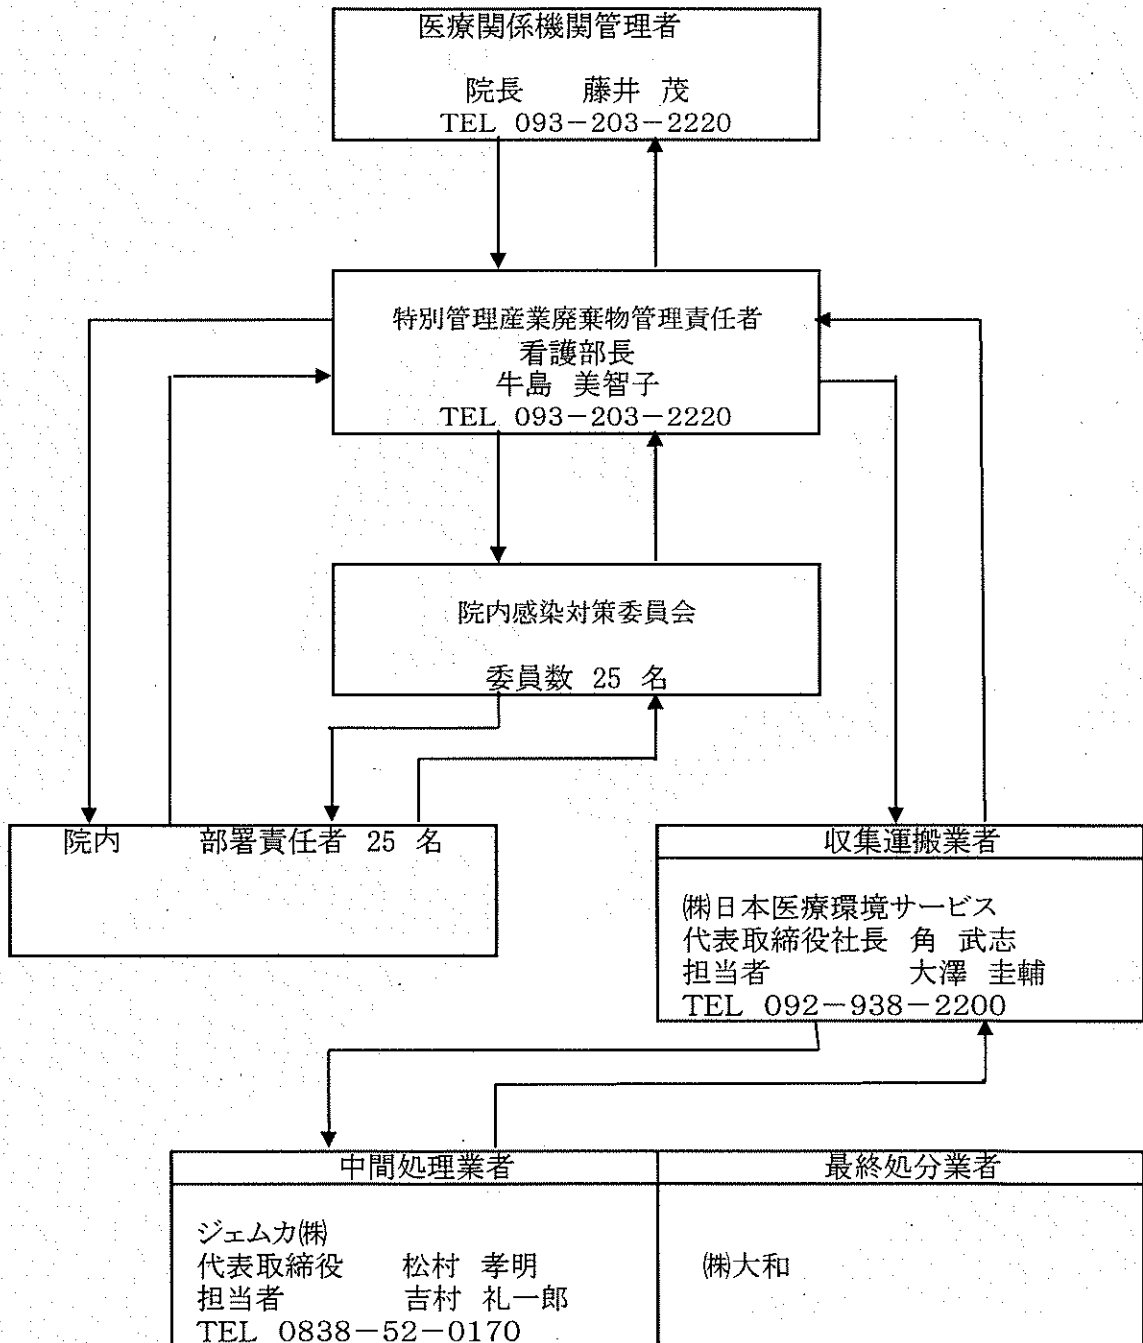 医療関係機関管理者
院長 藤井 茂
TEL 093-203-2220
特別管理産業廃棄物管理責任者
看護部長
牛島 美智子
TEL 093-203-2220
院内感染対策委員会
委員数 25 名
院内 部署責任者 25 名
収集運搬業者
㈱日本医療環境サービス
代表取締役社長 角 武志
担当者 大澤 圭輔
TEL 092-938-2200
中間処理業者
ジェムカ㈱
代表取締役 松村 孝明
担当者 吉村 礼一郎
TEL 0838-52-0170
最終処分業者
㈱大和